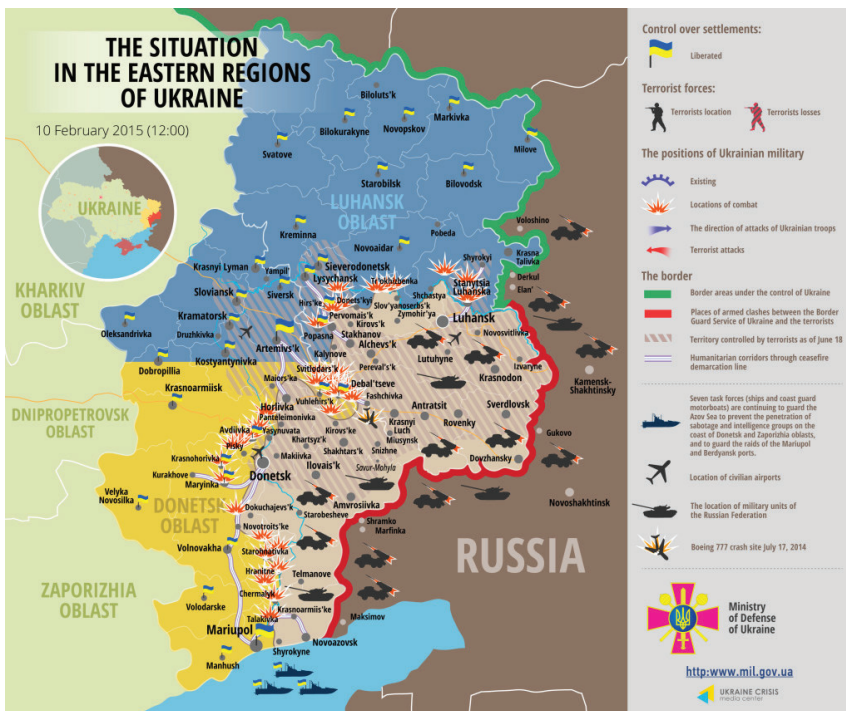 THE SITUATION
IN THE EASTERN REGIONS
OF UKRAINE
10 February 2015 (12:00)
UKRAINE
KHARKIV
OBLAST
DNIPROPETROVSK
OBLAST
ZAPORIZHIA
OBLAST
LUHANSK
OBLAST
DONETSK
OBLAST
RUSSIA
Biloluts'k
Markivka
Bilokurakyne
Novopskov
Svatove
Milove
Starobilsk
Bilovodsk
Kreminna
Novoaidar
Pobeda
Voloshino
Krasna
Talivka
Shyrokyi
Krasnyi Lyman
Yampil'
Sieverodonetsk
Lysychansk
Stanytsia
Luhanska
Derkul
Elan'
Sloviansk
Siversk
Hirs'ke
Donets'kyi
Shchastya
Slov'yanoserbs'k
Zymohir'ya
Pervomais'k
Kirovs'k
Luhansk
Oleksandrivka
Kramatorsk
Druzhkivka
Popasna
Stakhanov
Artemivs'k
Alchevs'k
Novosvitlivka
Kalynove
Kostyantynivka
Lutuhyne
Izvaryne
Dobropillia
Svitlodars'k
Pereval's'k
Krasnodon
Kamensk-
Shakhtinsky
Maiors'ka
Debal'tseve
Krasnoarmiisk
Vuhlehirs'k
Fashchivka
Horlivka
Antratsit
Sverdlovsk
Panteleimonivka
Krasnyi
Luch
Rovenky
Avdiivka
Yasynuvata
Kirovs'ke
Pisky
Khartsyz'k
Miusynsk
Gukovo
Krasnohorivka
Makiivka
Shakhtars'k
Snizhne
Dovzhansky
Kurakhove
Donetsk
Ilovais'k
Savur-Mohyla
Maryinka
Velyka
Novosilka
Amvrosiivka
Novoshakhtinsk
Dokuchajevs'k
Starobesheve
Novotroits'ke
Shramko
Marfinka
Volnovakha
Starohnativka
Hranitne
Telmanove
Chermalyk
Volodarske
Krasnoarmiis'ke
Talakivka
Maksimov
Mariupol
Novoazovsk
Shyrokyne
Manhush
Control over settlements:
Liberated
Terrorist forces:
Terrorists location
Terrorists losses
The positions of Ukrainian military
Existing
Locations of combat
The direction of attacks of Ukrainian troops
Terrorist attacks
The border
Border areas under the control of Ukraine
Places of armed clashes between the Border
Guard Service of Ukraine and the terrorists
Territory controlled by terrorists as of June 18
Humanitarian corridors through ceasefire
demarcation line
Seven task forces (ships and coast guard
motorboats) are continuing to guard the
Azov Sea to prevent the penetration of
sabotage and intelligence groups on the
coast of Donetsk and Zaporizhia oblasts,
and to guard the raids of the Mariupol
and Berdyansk ports.
Location of civilian airports
The location of military units of
the Russian Federation
Boeing 777 crash site July 17, 2014
Ministry
of Defense
of Ukraine
http:www.mil.gov.ua
UKRAINE CRISIS
media center